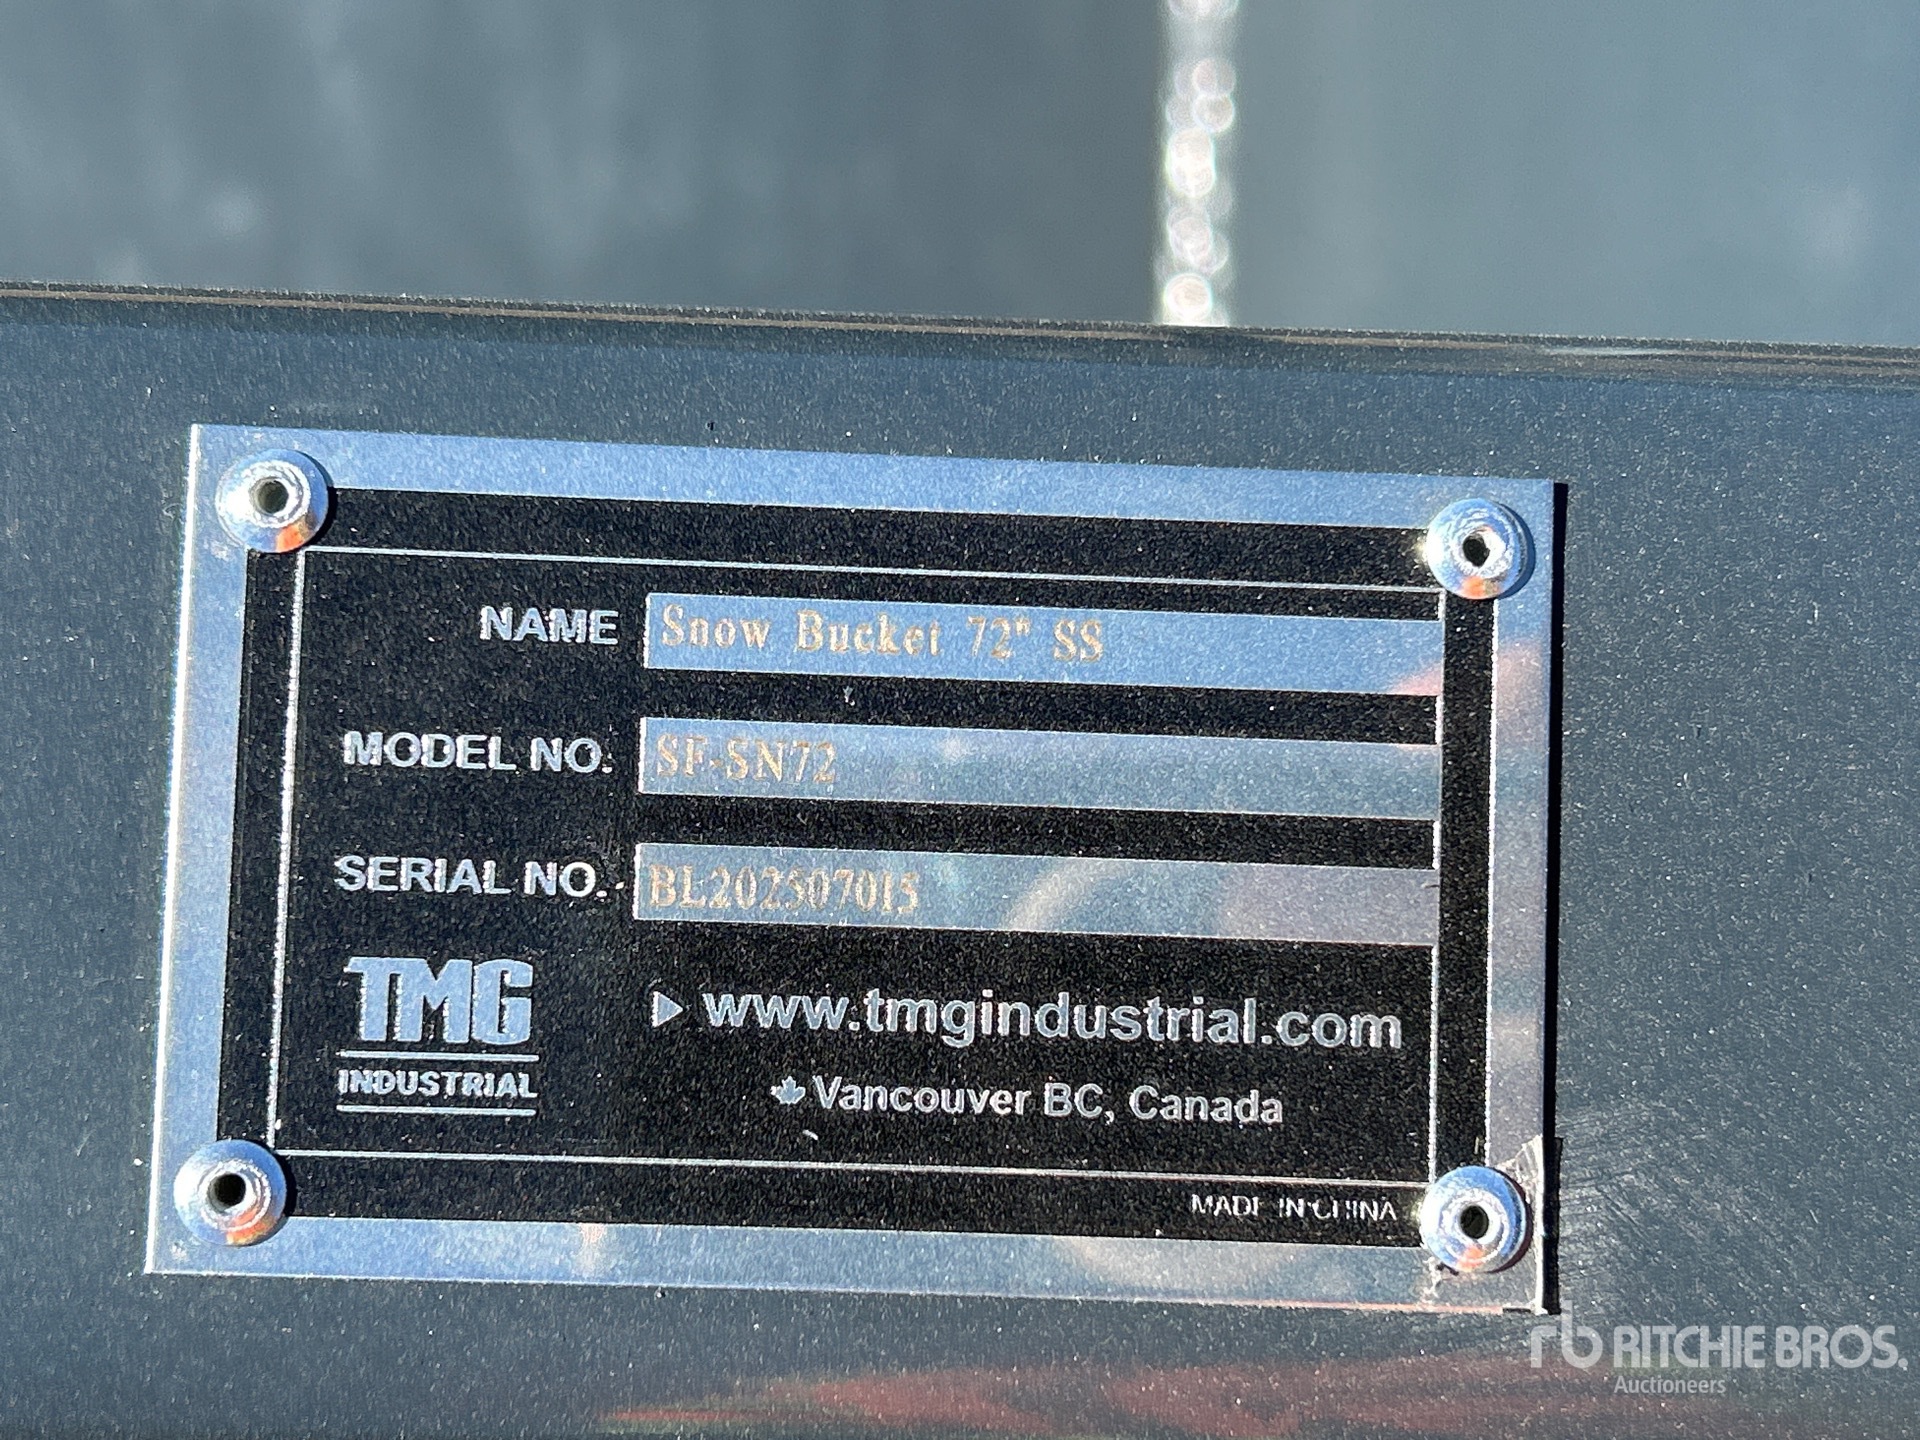 NAME Snow Bucket 72" SS
MODEL NO. SF-SN72
SERIAL NO. BL202507015
TMG
INDUSTRIAL
www.tmgindustrial.com
Vancouver BC, Canada
MADE IN CHINA
rb RITCHIE BROS.
Auctioneers